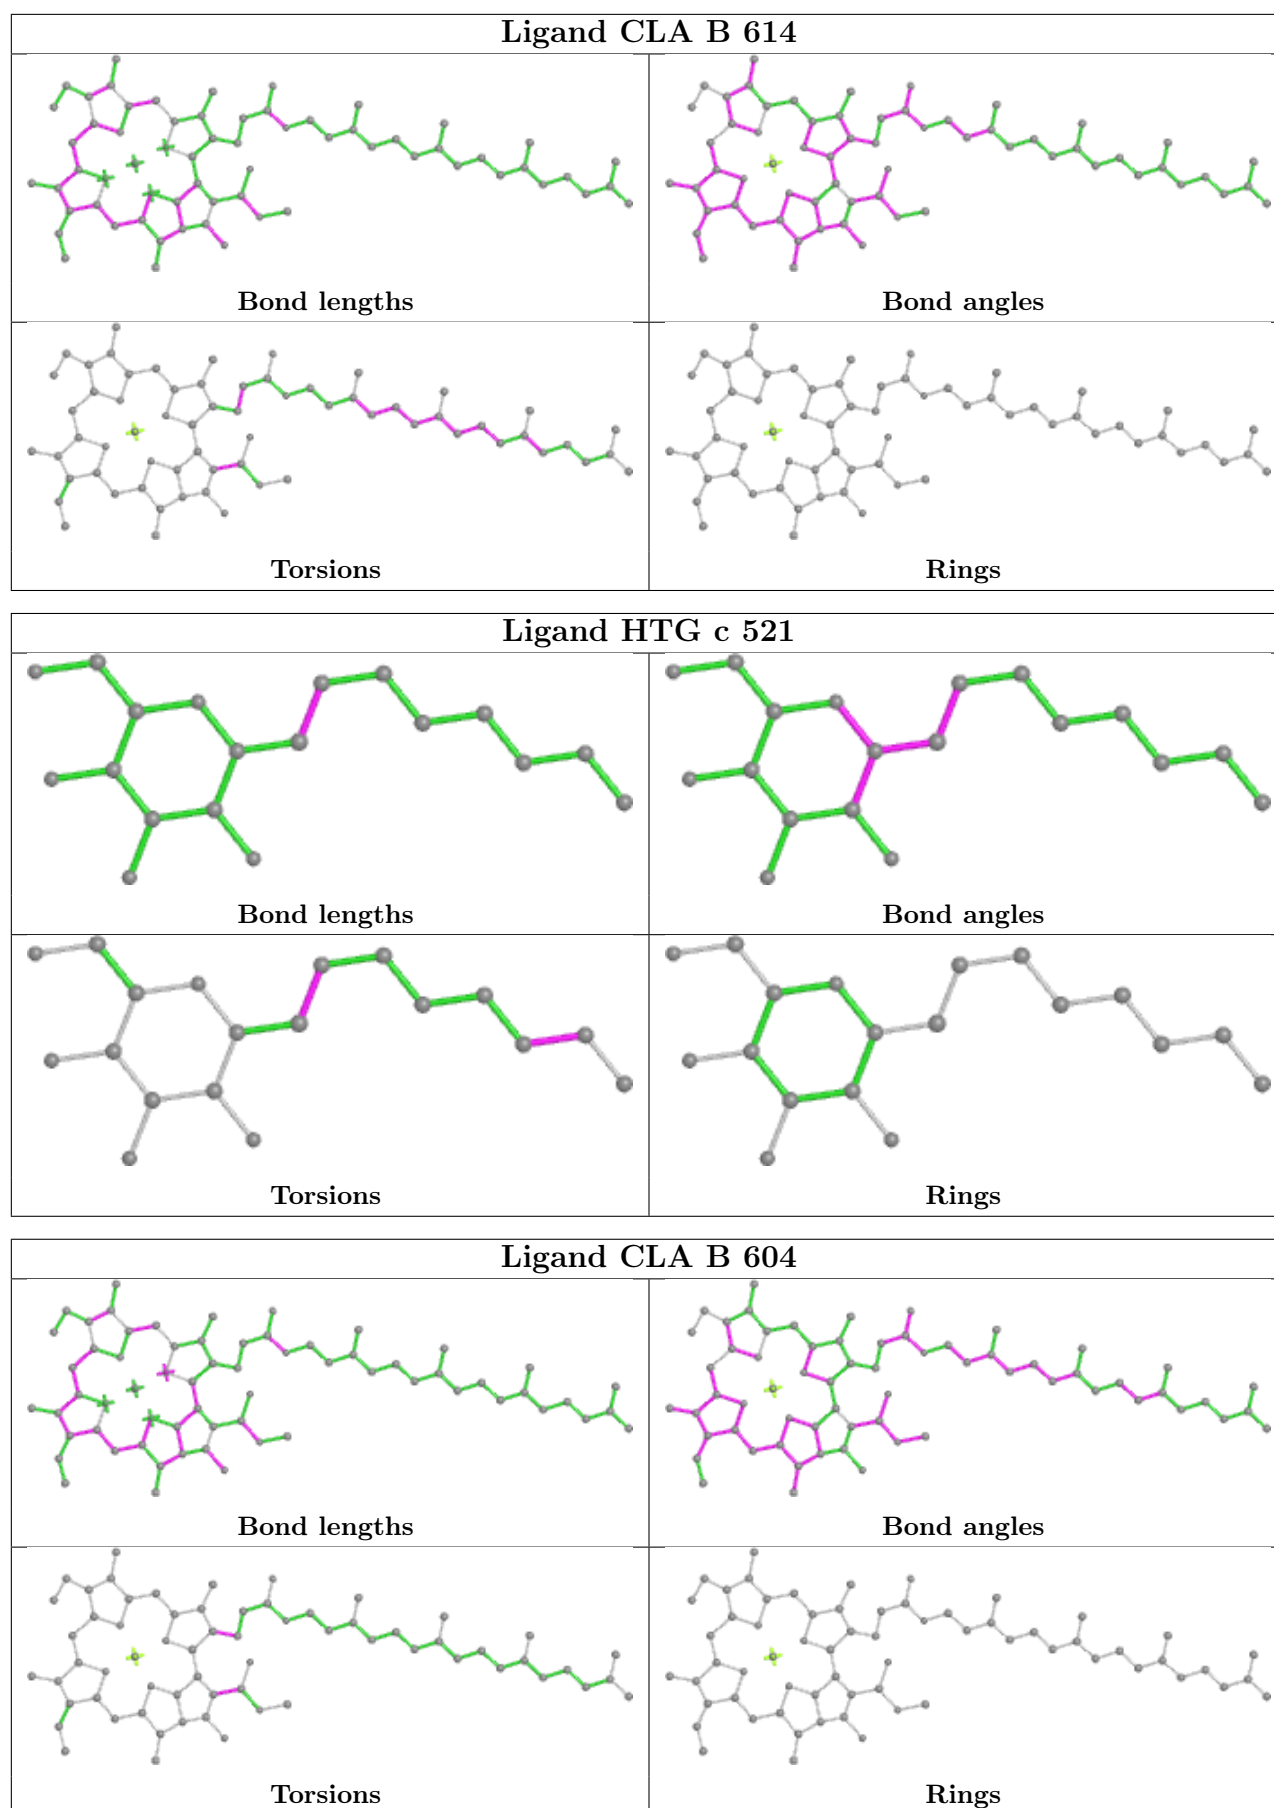 Ligand CLA B 614
Bond lengths
Bond angles
Torsions
Rings
Ligand HTG c 521
Bond lengths
Bond angles
Torsions
Rings
Ligand CLA B 604
Bond lengths
Bond angles
Torsions
Rings